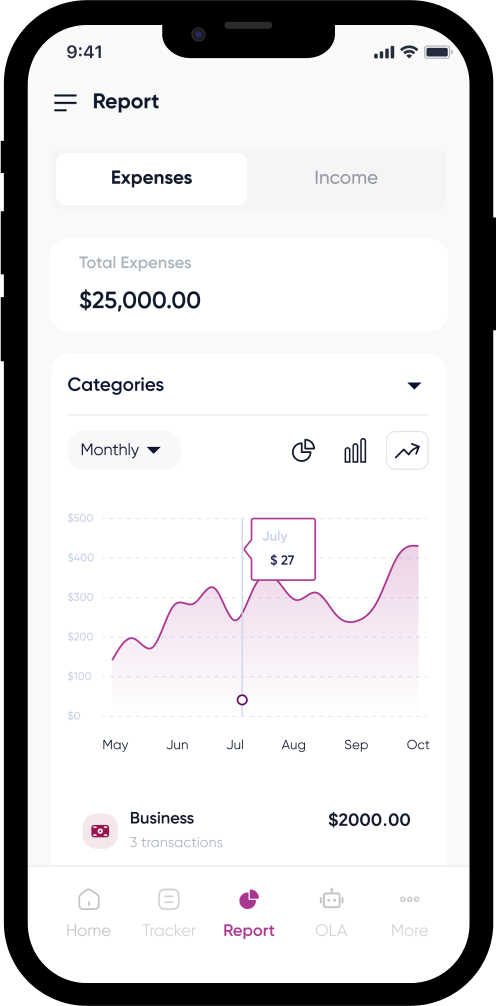 9:41
Report
Expenses Income
Total Expenses
$25,000.00
Categories
Monthly
$500
July
$400
$ 27
$300
$200
$100
$0
May Jun Jul Aug Sep Oct
Business $2000.00
3 transactions
Home Tracker Report OLA More